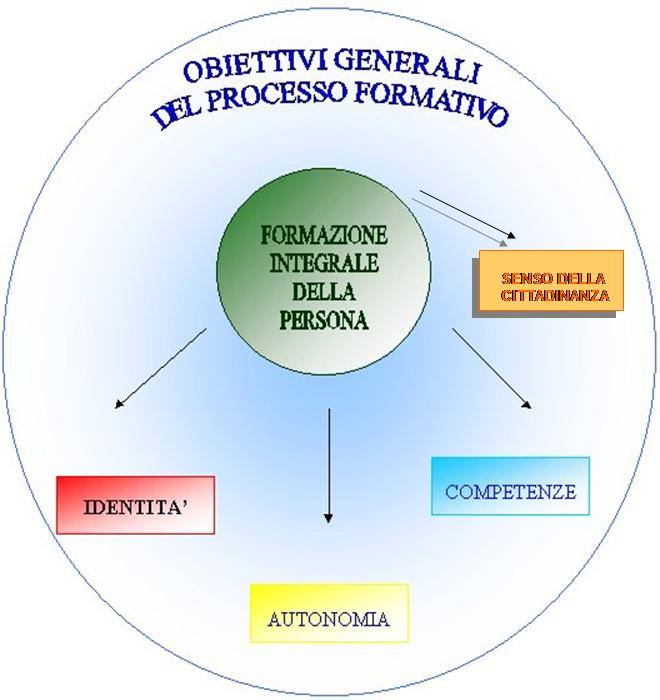 OBIETTIVI GENERALI
DEL PROCESSO FORMATIVO
FORMAZIONE
INTEGRALE
DELLA
PERSONA
SENSO DELLA
CITTADINANZA
COMPETENZE
IDENTITA’
AUTONOMIA